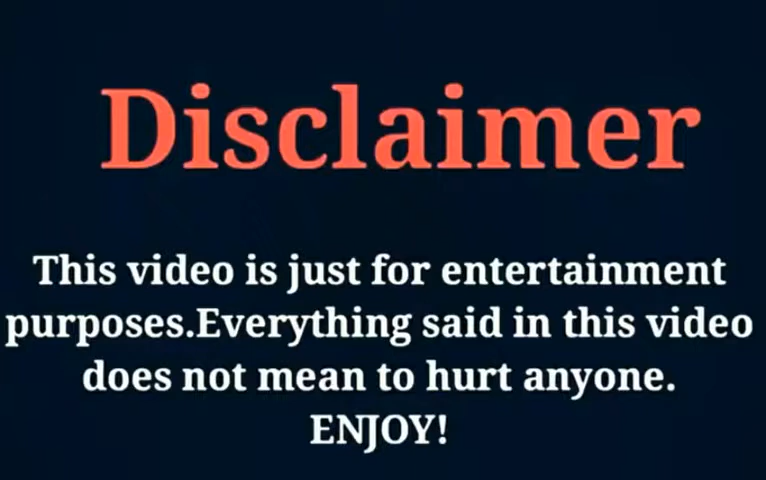 Disclaimer
This video is just for entertainment
purposes.Everything said in this video
does not mean to hurt anyone.
ENJOY!